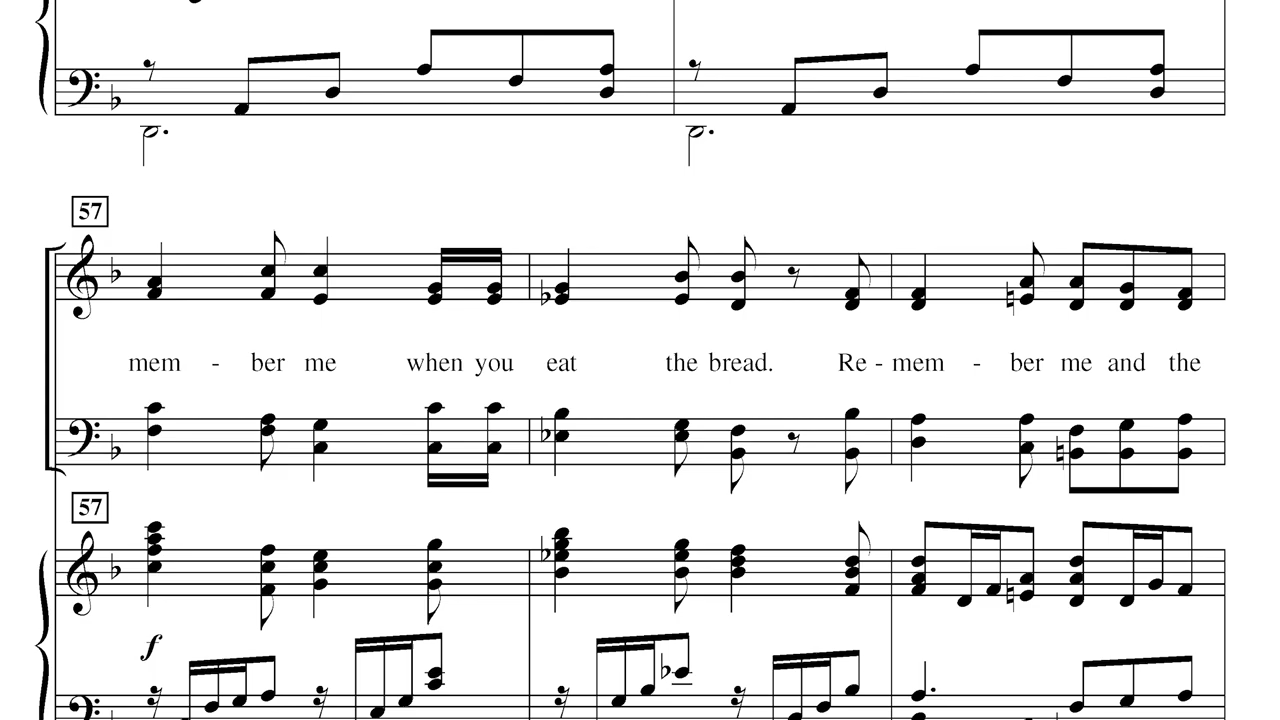 57
mem - ber me when you eat the bread. Re - mem - ber me and the
57
f